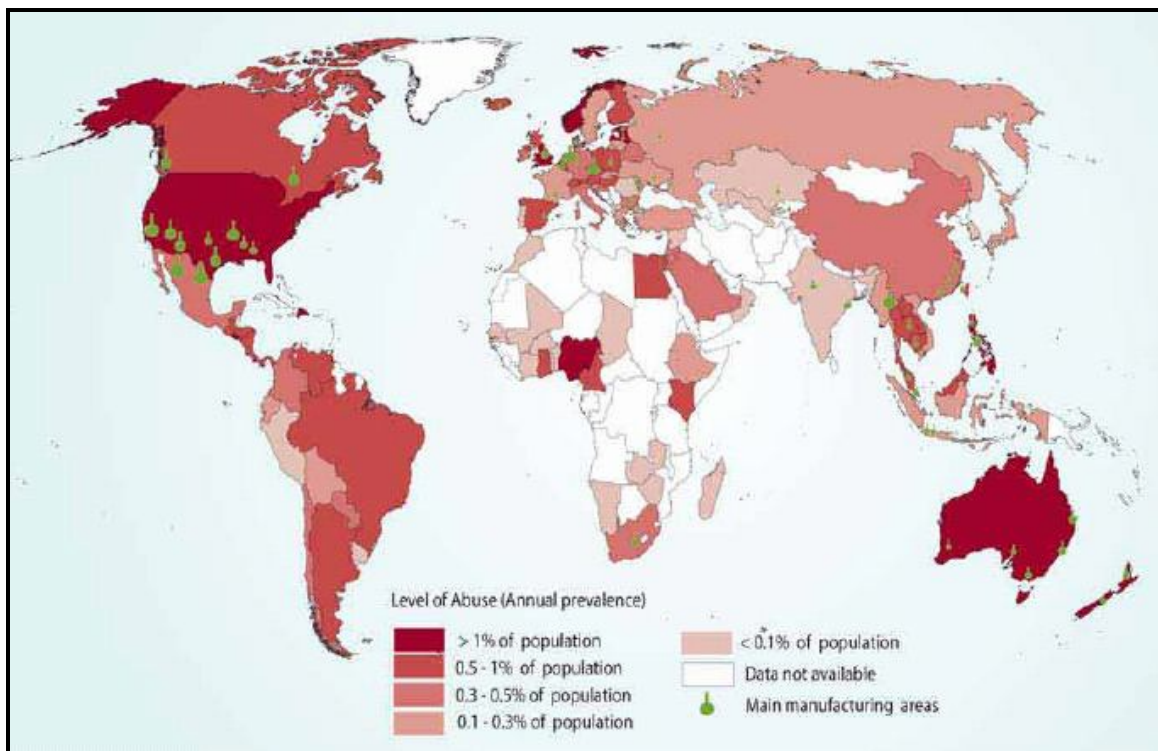 Level of Abuse (Annual prevalence)
> 1% of population
0.5 - 1% of population
0.3 - 0.5% of population
0.1 - 0.3% of population
< 0.1% of population
Data not available
Main manufacturing areas